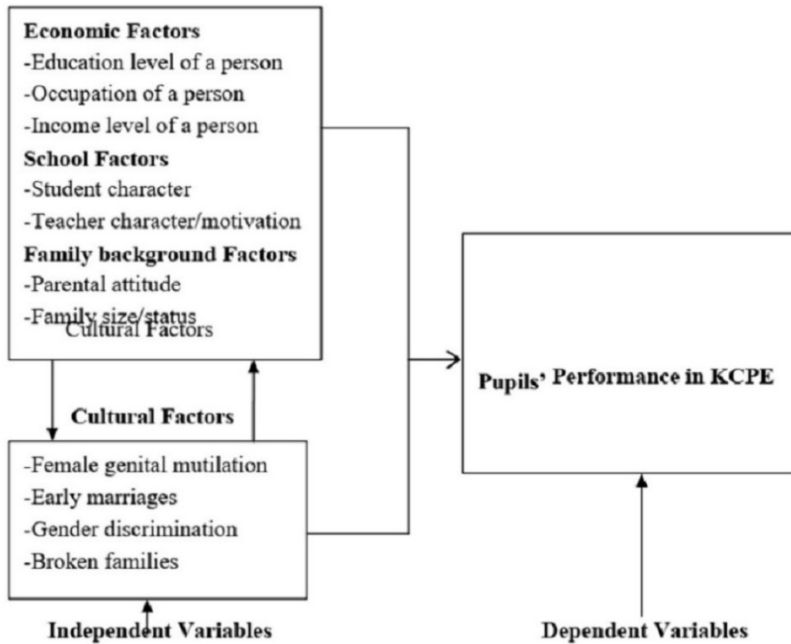 Economic Factors
-Education level of a person
-Occupation of a person
-Income level of a person
School Factors
-Student character
-Teacher character/motivation
Family background Factors
-Parental attitude
-Family size/status
Cultural Factors
Cultural Factors
-Female genital mutilation
-Early marriages
-Gender discrimination
-Broken families
Independent Variables
Pupils' Performance in KCPE
Dependent Variables